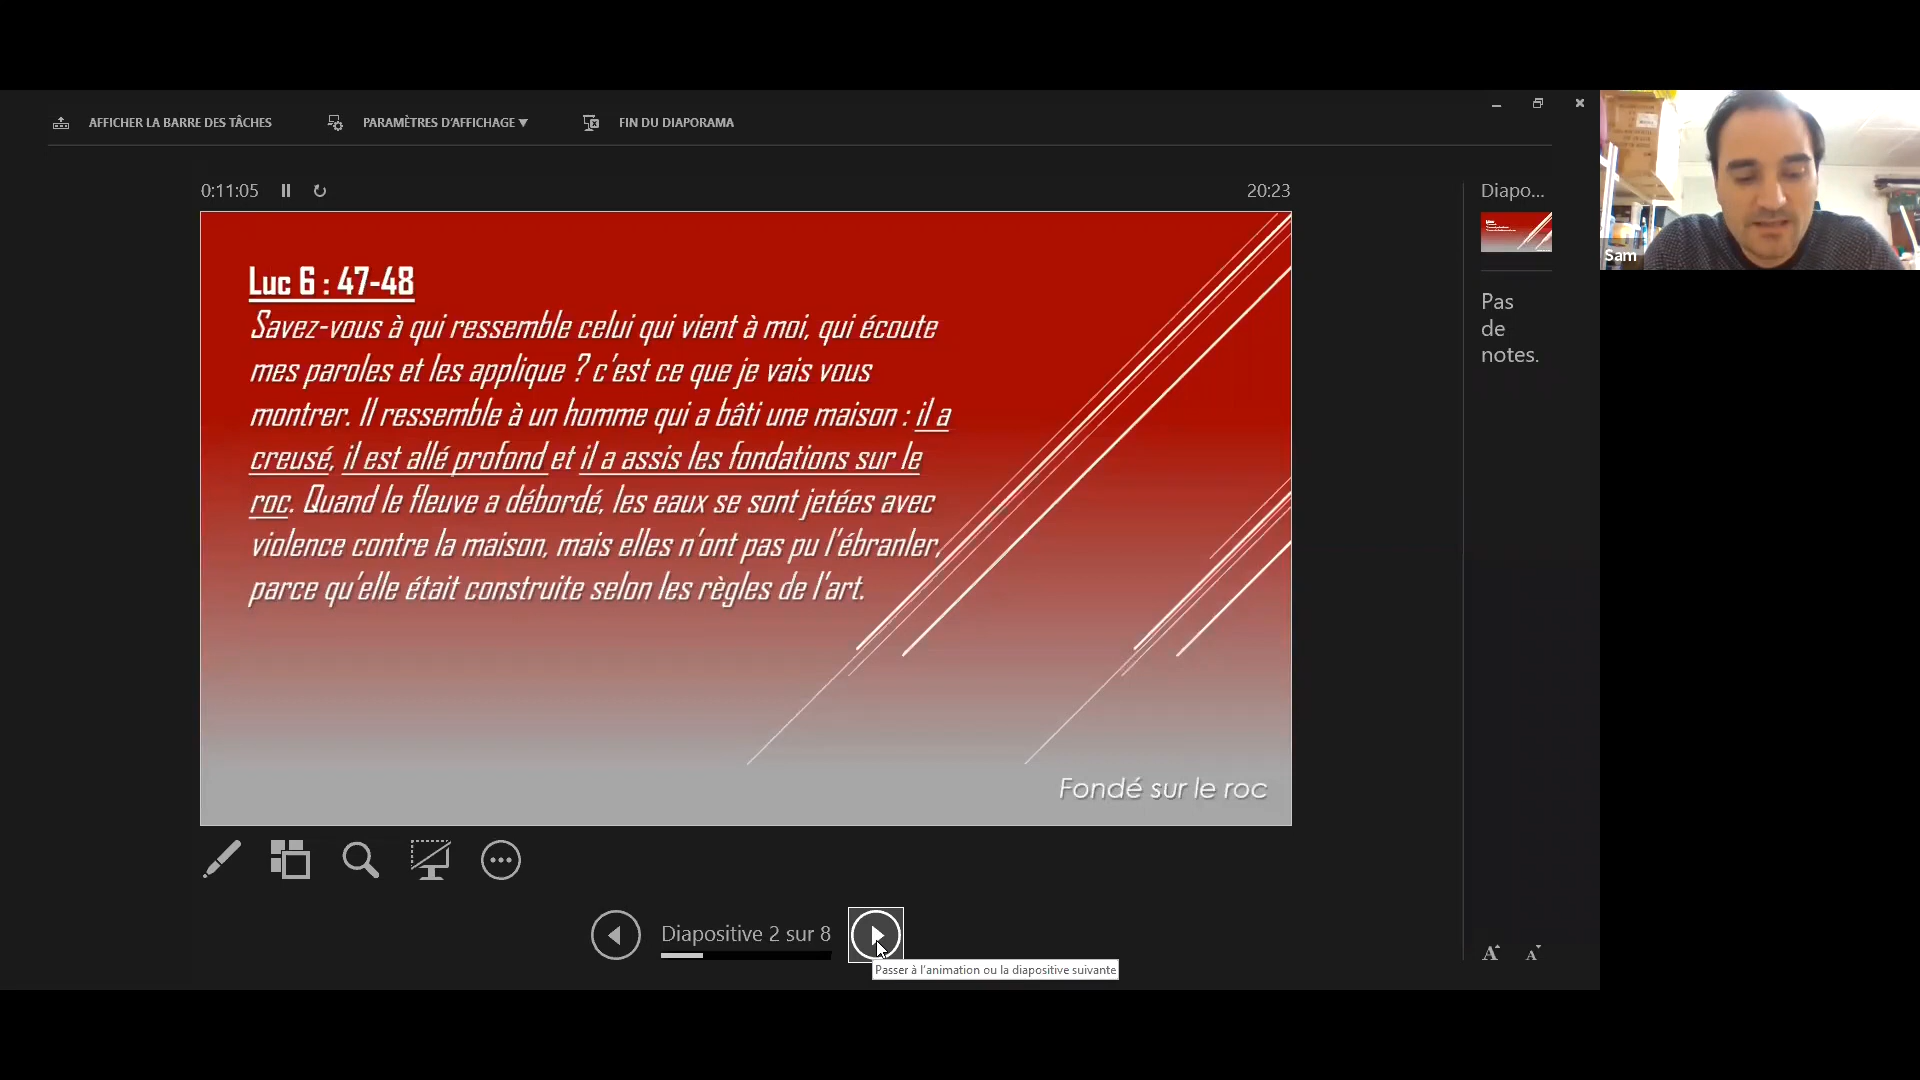 AFFICHER LA BARRE DES TÂCHES
PARAMÈTRES D'AFFICHAGE ▼
FIN DU DIAPORAMA
0:11:05
20:23
Luc 6 : 47-48
Savez-vous à qui ressemble celui qui vient à moi, qui écoute
mes paroles et les applique ? c'est ce que je vais vous
montrer. Il ressemble à un homme qui a bâti une maison : il a
creusé, il est allé profond et il a assis les fondations sur le
roc. Quand le fleuve a débordé, les eaux se sont jetées avec
violence contre la maison, mais elles n'ont pas pu l'ébranler,
parce qu'elle était construite selon les règles de l'art.
Fondé sur le roc
Diapositive 2 sur 8
Passer à l'animation ou la diapositive suivante
Diapo...
Pas
de
notes.
A A
Sam